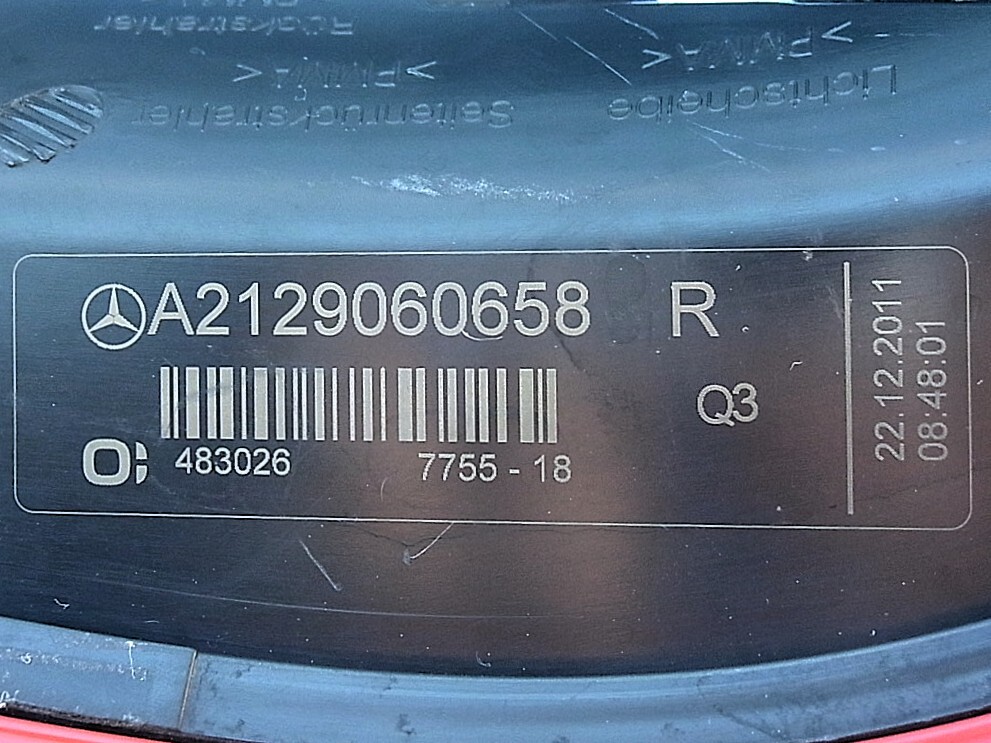 Rückstrahler
>PMMA<
Seitenrückstrahler
>PMMA<
Lichtscheibe
A2129060658 R
Q3
483026 7755 - 18
22.12.2011
08:48:01